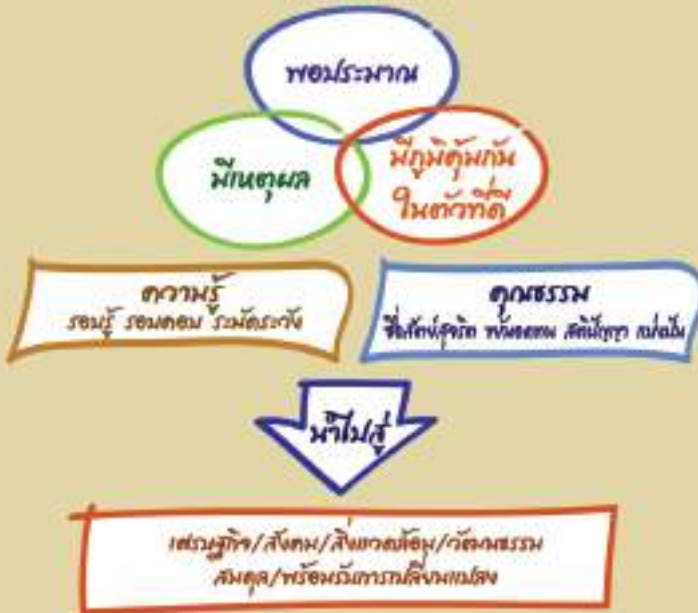 พอประมาณ
มีเหตุผล
มีภูมิคุ้มกัน
ในตัวที่ดี
ความรู้
รอบรู้ รอบคอบ ระมัดระวัง
คุณธรรม
ซื่อสัตย์สุจริต ขยันอดทน สติปัญญา แบ่งปัน
นำไปสู่
เศรษฐกิจ/สังคม/สิ่งแวดล้อม/วัฒนธรรม
สมดุล/พร้อมรับการเปลี่ยนแปลง